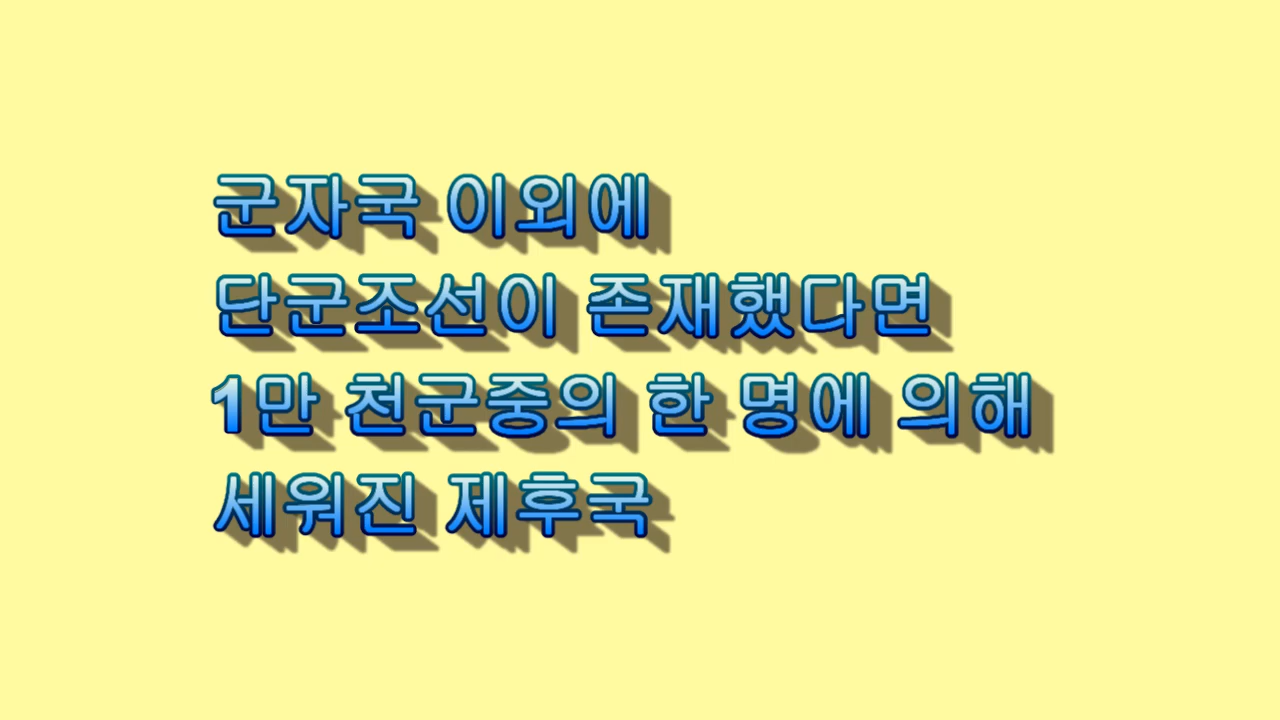 군자국 이외에
단군조선이 존재했다면
1만 천군중의 한 명에 의해
세워진 제후국